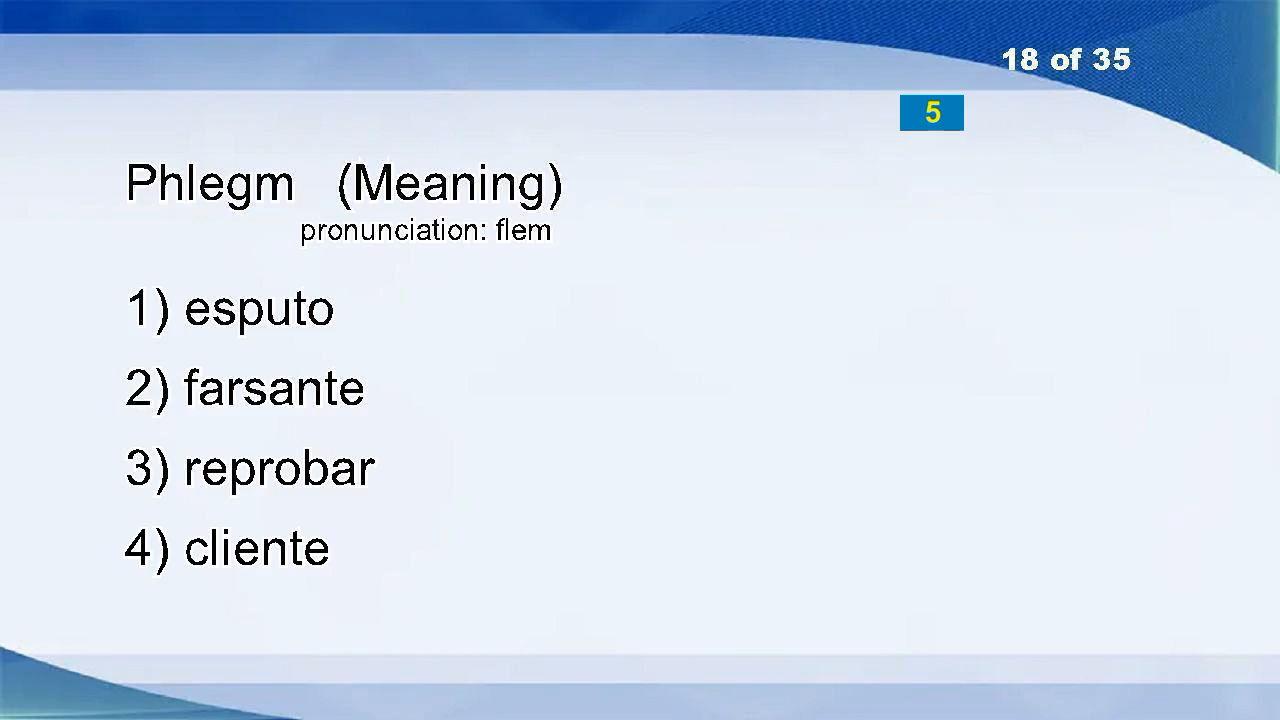 18 of 35
5
Phlegm (Meaning)
pronunciation: flem
1) esputo
2) farsante
3) reprobar
4) cliente